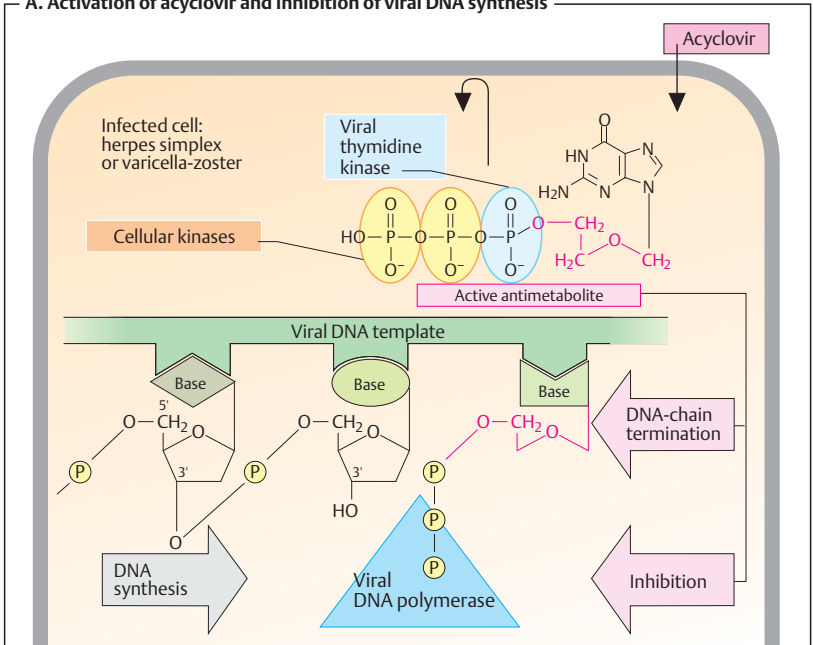 A. Activation of acyclovir and inhibition of viral DNA synthesis
Acyclovir
Infected cell:
herpes simplex
or varicella-zoster
Viral
thymidine
kinase
Cellular kinases
O
HN
N
H2N
N
N
O
O
O
HO
P
O
P
O
P
O
CH2
O
H2C
CH2
O–
O–
O–
Active antimetabolite
Viral DNA template
Base
Base
Base
5'
O
CH2
O
3'
O
CH2
O
3'
O
CH2
O
DNA-chain
termination
P
P
P
HO
P
O
P
DNA
synthesis
Viral
DNA polymerase
Inhibition